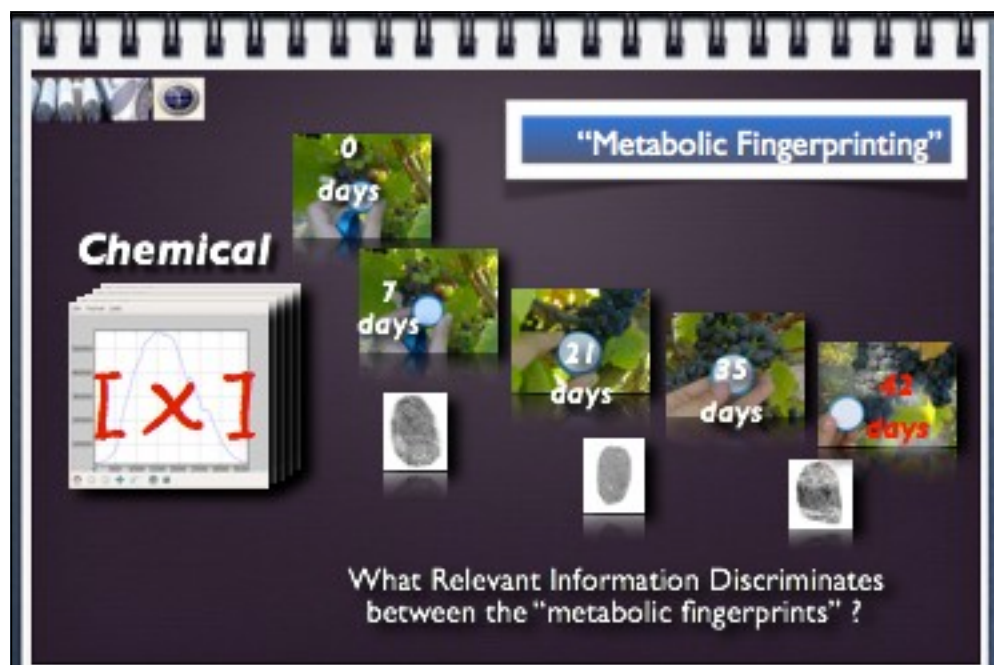 "Metabolic Fingerprinting"
0
days
Chemical
7
days
21
days
35
days
42
days
[ X ]
What Relevant Information Discriminates
between the "metabolic fingerprints" ?